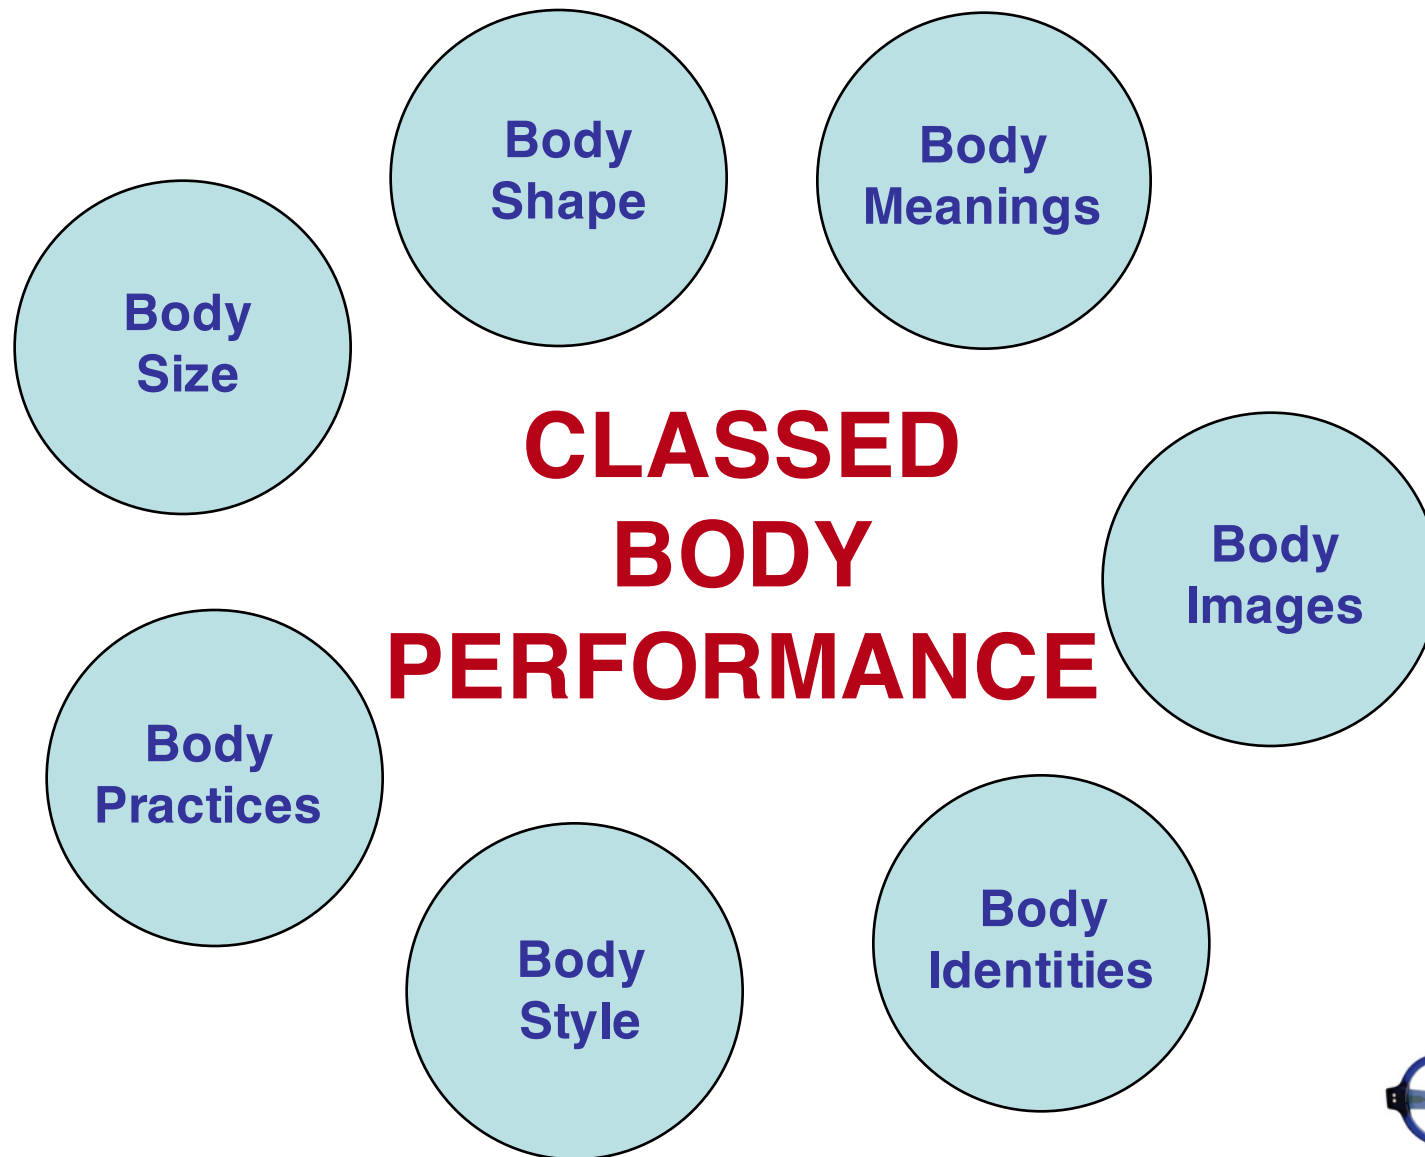 Body
Shape
Body
Meanings
Body
Size
CLASSED
BODY
PERFORMANCE
Body
Images
Body
Practices
Body
Identities
Body
Style